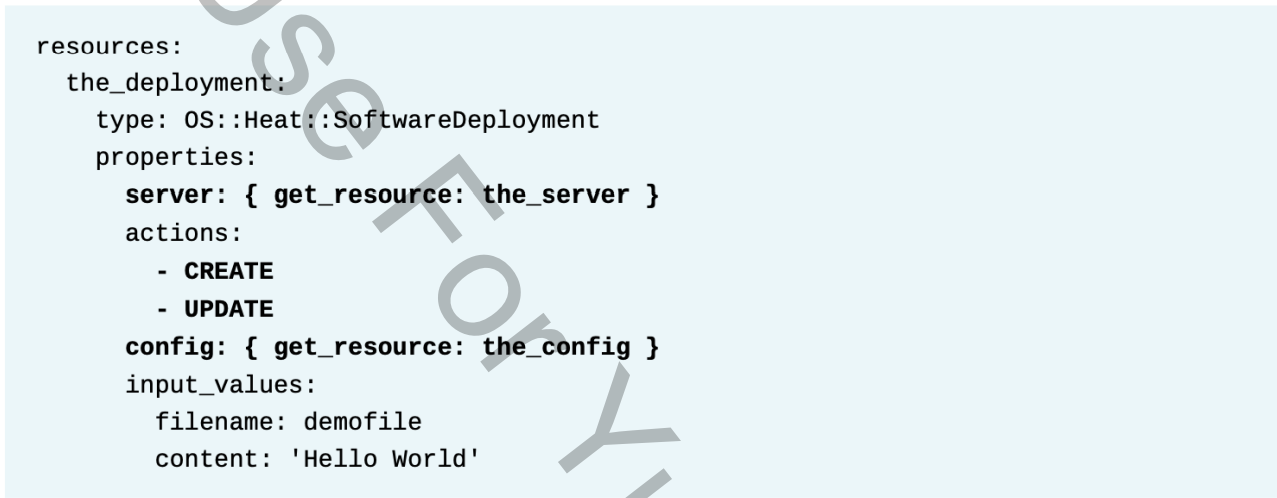 resources:
  the_deployment:
    type: OS::Heat::SoftwareDeployment
    properties:
      server: { get_resource: the_server }
      actions:
        - CREATE
        - UPDATE
      config: { get_resource: the_config }
      input_values:
        filename: demofile
        content: 'Hello World'
Use For